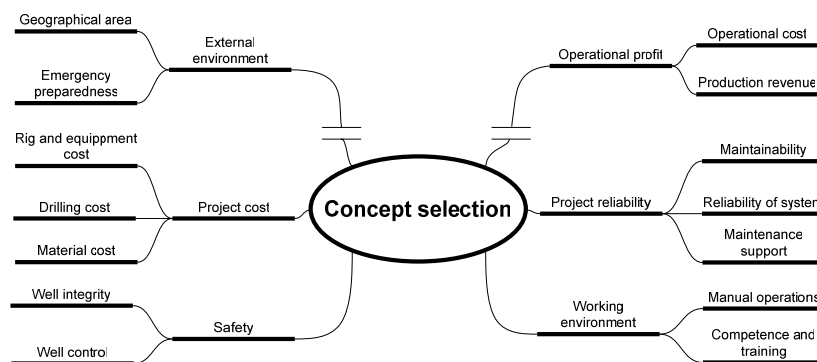 Geographical area
External
environment
Emergency
preparedness
Rig and equippment
cost
Drilling cost
Project cost
Material cost
Well integrity
Safety
Well control
Concept selection
Operational profit
Operational cost
Production revenue
Maintainability
Project reliability
Reliability of system
Maintenance
support
Working
environment
Manual operations
Competence and
training